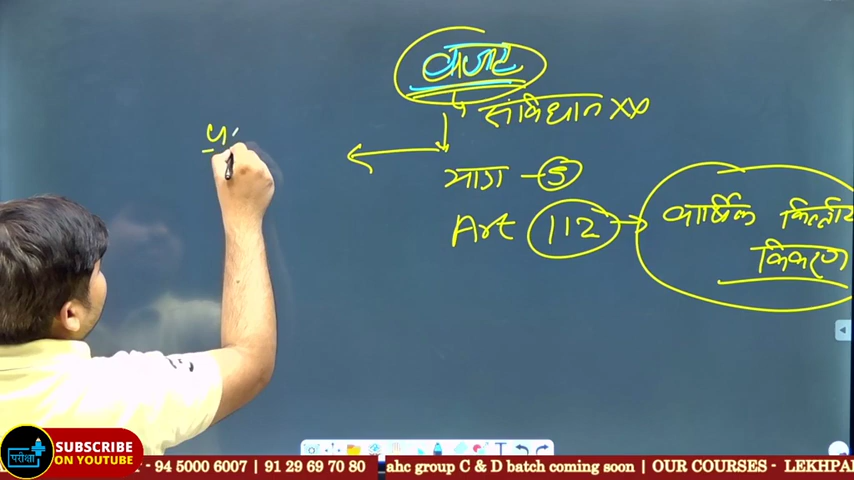 बजट
संविधान xx
भाग - 5
Art 112 → वार्षिक वित्तीय
विवरण
परीक्षा
SUBSCRIBE
ON YOUTUBE
- 94 5000 6007 | 91 29 69 70 80
ahc group C & D batch coming soon | OUR COURSES - LEKHPA